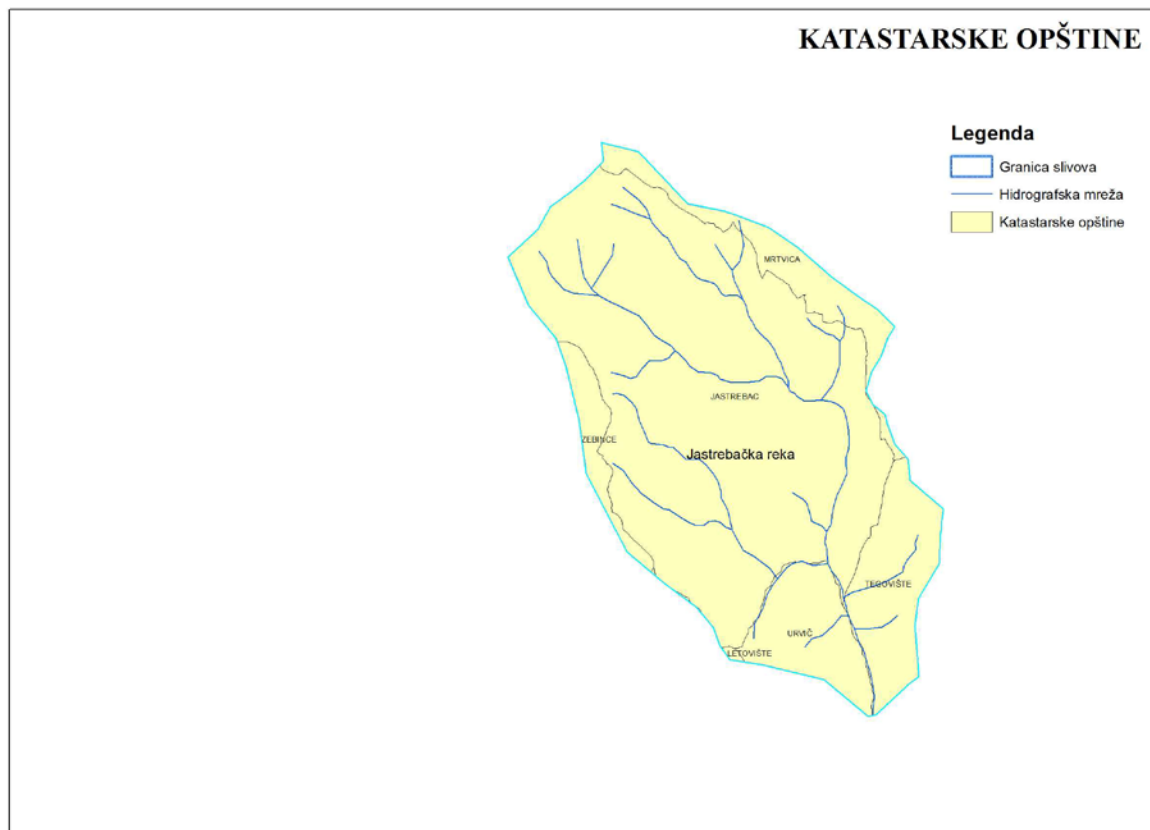 KATASTARSKE OPŠTINE
Legenda
Granica slivova
Hidrografska mreža
Katastarske opštine
MRTVICA
JASTREBAC
ZEBINCE
Jastrebačka reka
TEGOVIŠTE
URVIČ
LETOVIŠTE